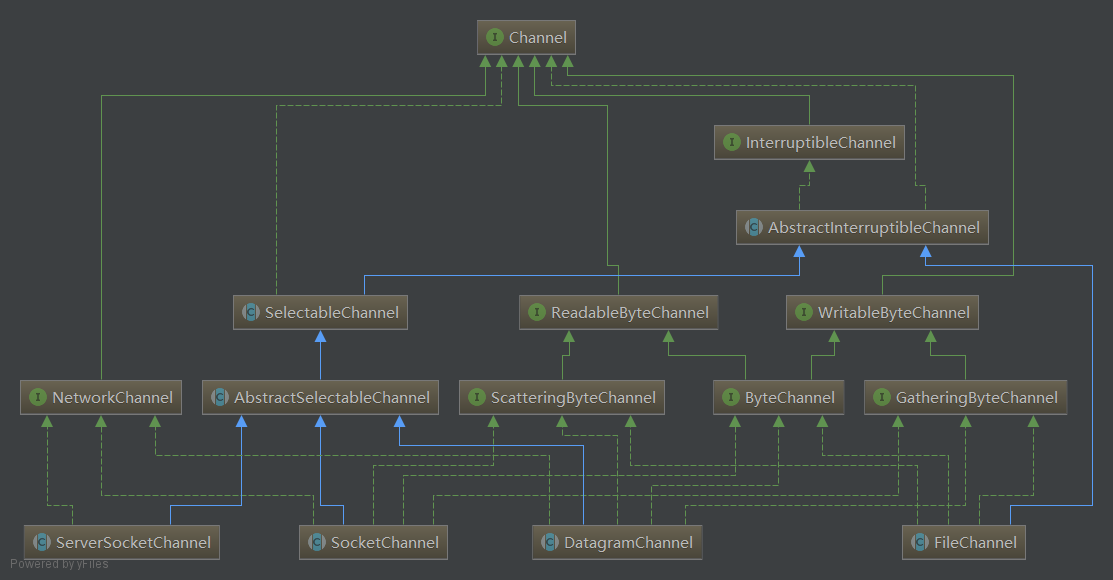 I Channel
I InterruptibleChannel
C AbstractInterruptibleChannel
C SelectableChannel
I ReadableByteChannel
I WritableByteChannel
I NetworkChannel
C AbstractSelectableChannel
I ScatteringByteChannel
I ByteChannel
I GatheringByteChannel
C ServerSocketChannel
C SocketChannel
C DatagramChannel
C FileChannel
Powered by yFiles